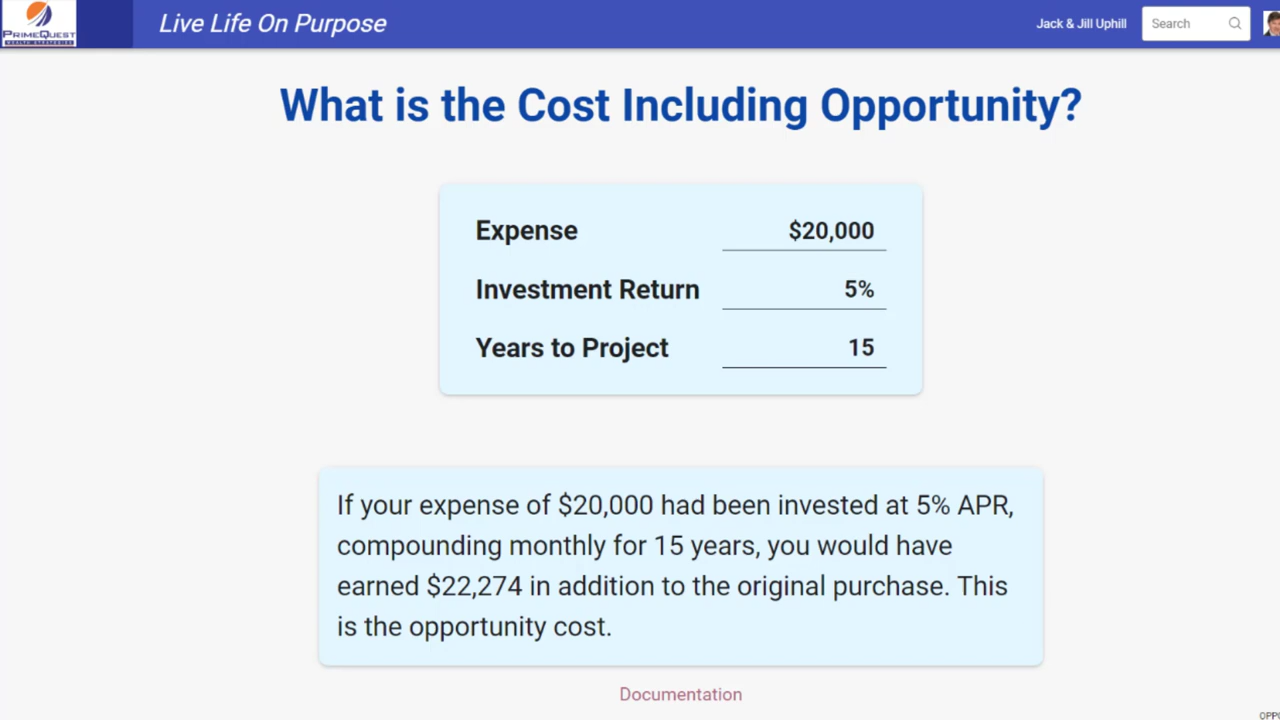 PRIMEQUEST
WEALTH STRATEGIES
Live Life On Purpose
Jack & Jill Uphill
Search
What is the Cost Including Opportunity?
Expense $20,000
Investment Return 5%
Years to Project 15
If your expense of $20,000 had been invested at 5% APR,
compounding monthly for 15 years, you would have
earned $22,274 in addition to the original purchase. This
is the opportunity cost.
Documentation